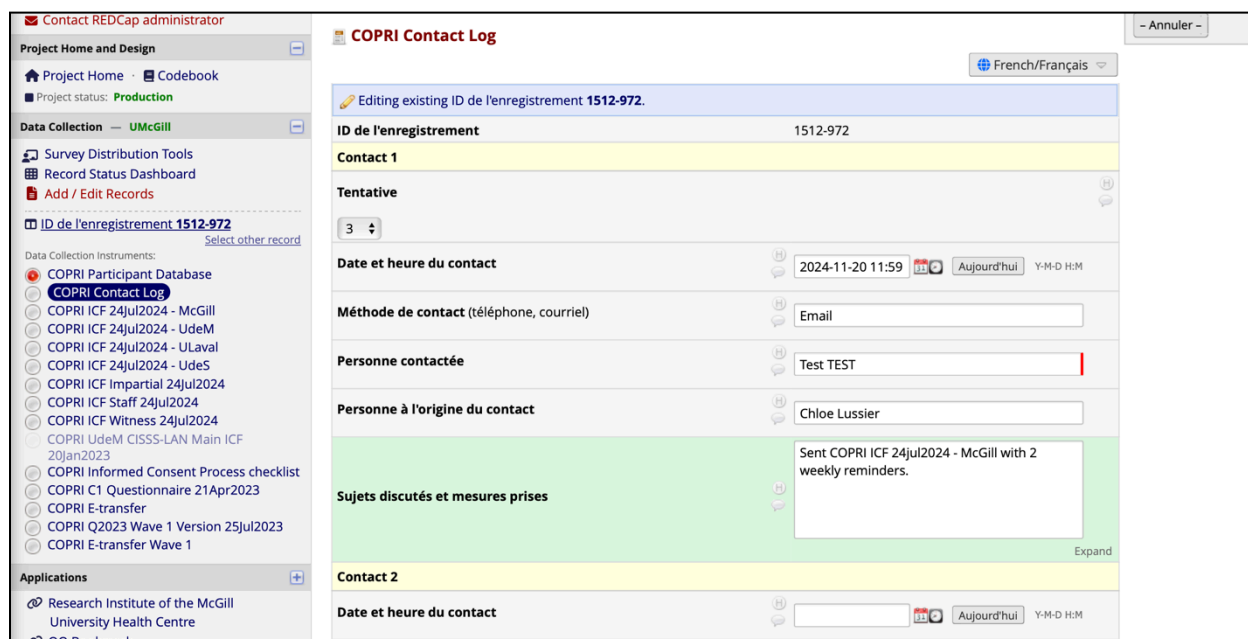 Contact REDCap administrator
Project Home and Design
Project Home · Codebook
Project status: Production
Data Collection — UMcGill
Survey Distribution Tools
Record Status Dashboard
Add / Edit Records
ID de l'enregistrement 1512-972
Select other record
Data Collection Instruments:
COPRI Participant Database
COPRI Contact Log
COPRI ICF 24Jul2024 - McGill
COPRI ICF 24Jul2024 - UdeM
COPRI ICF 24Jul2024 - ULaval
COPRI ICF 24Jul2024 - UdeS
COPRI ICF Impartial 24Jul2024
COPRI ICF Staff 24Jul2024
COPRI ICF Witness 24Jul2024
COPRI UdeM CISSS-LAN Main ICF
20Jan2023
COPRI Informed Consent Process checklist
COPRI C1 Questionnaire 21Apr2023
COPRI E-transfer
COPRI Q2023 Wave 1 Version 25Jul2023
COPRI E-transfer Wave 1
Applications
Research Institute of the McGill
University Health Centre
COPRI Contact Log
– Annuler –
French/Français
Editing existing ID de l'enregistrement 1512-972.
ID de l'enregistrement 1512-972
Contact 1
Tentative
3
Date et heure du contact 2024-11-20 11:59 Aujourd'hui Y-M-D H:M
Méthode de contact (téléphone, courriel) Email
Personne contactée Test TEST
Personne à l'origine du contact Chloe Lussier
Sent COPRI ICF 24jul2024 - McGill with 2
weekly reminders.
Sujets discutés et mesures prises
Expand
Contact 2
Date et heure du contact Aujourd'hui Y-M-D H:M